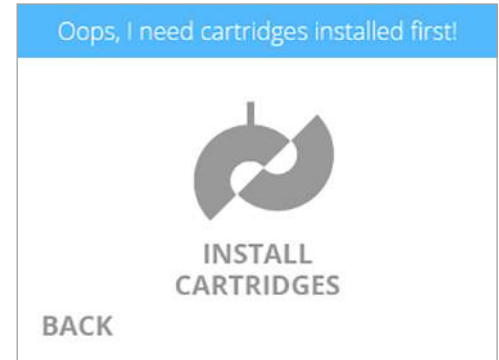 Oops, I need cartridges installed first!
INSTALL
CARTRIDGES
BACK